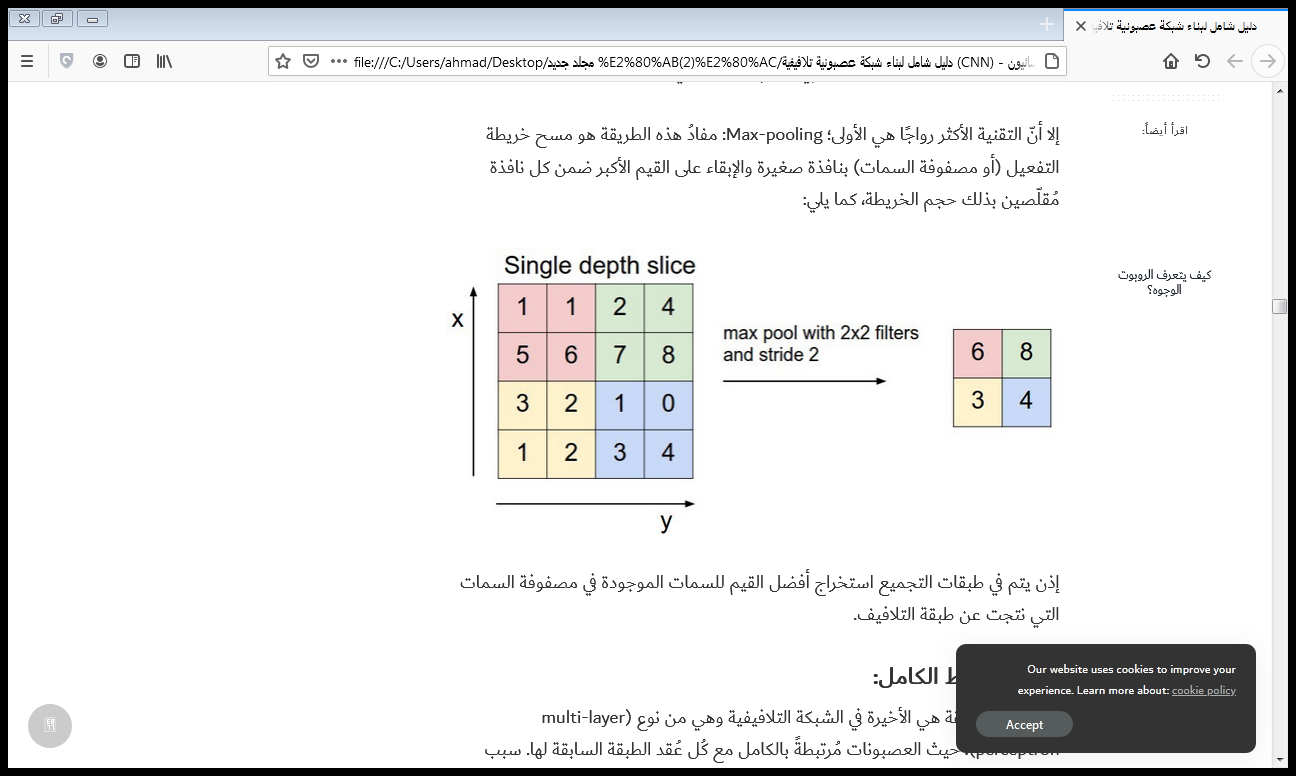 دليل شامل لبناء شبكة عصبونية
file:///C:/Users/ahmad/Desktop/مجلد جديد %E2%80%AB(2)%E2%80%AC/دليل شامل لبناء شبكة عصبونية تلافيفية (CNN) -
إلا أنّ التقنية الأكثر رواجًا هي الأولى؛ Max-pooling: مفادُ هذه الطريقة هو مسح خريطة
التفعيل (أو مصفوفة السمات) بنافذة صغيرة والإبقاء على القيم الأكبر ضمن كل نافذة
مُقلّصين بذلك حجم الخريطة، كما يلي:
اقرأ أيضاً:
كيف يتعرف الروبوت
الوجوه؟
Single depth slice
x
1 1 2 4
5 6 7 8
3 2 1 0
1 2 3 4
y
max pool with 2x2 filters
and stride 2
6 8
3 4
إذن يتم في طبقات التجميع استخراج أفضل القيم للسمات الموجودة في مصفوفة السمات
التي نتجت عن طبقة التلافيف.
الكامل:
هي الأخيرة في الشبكة التلافيفية وهي من نوع (multi-layer
حيث العصبونات مُرتبطةً بالكامل مع كُل عُقد الطبقة السابقة لها. سبب
Our website uses cookies to improve your
experience. Learn more about: cookie policy
Accept